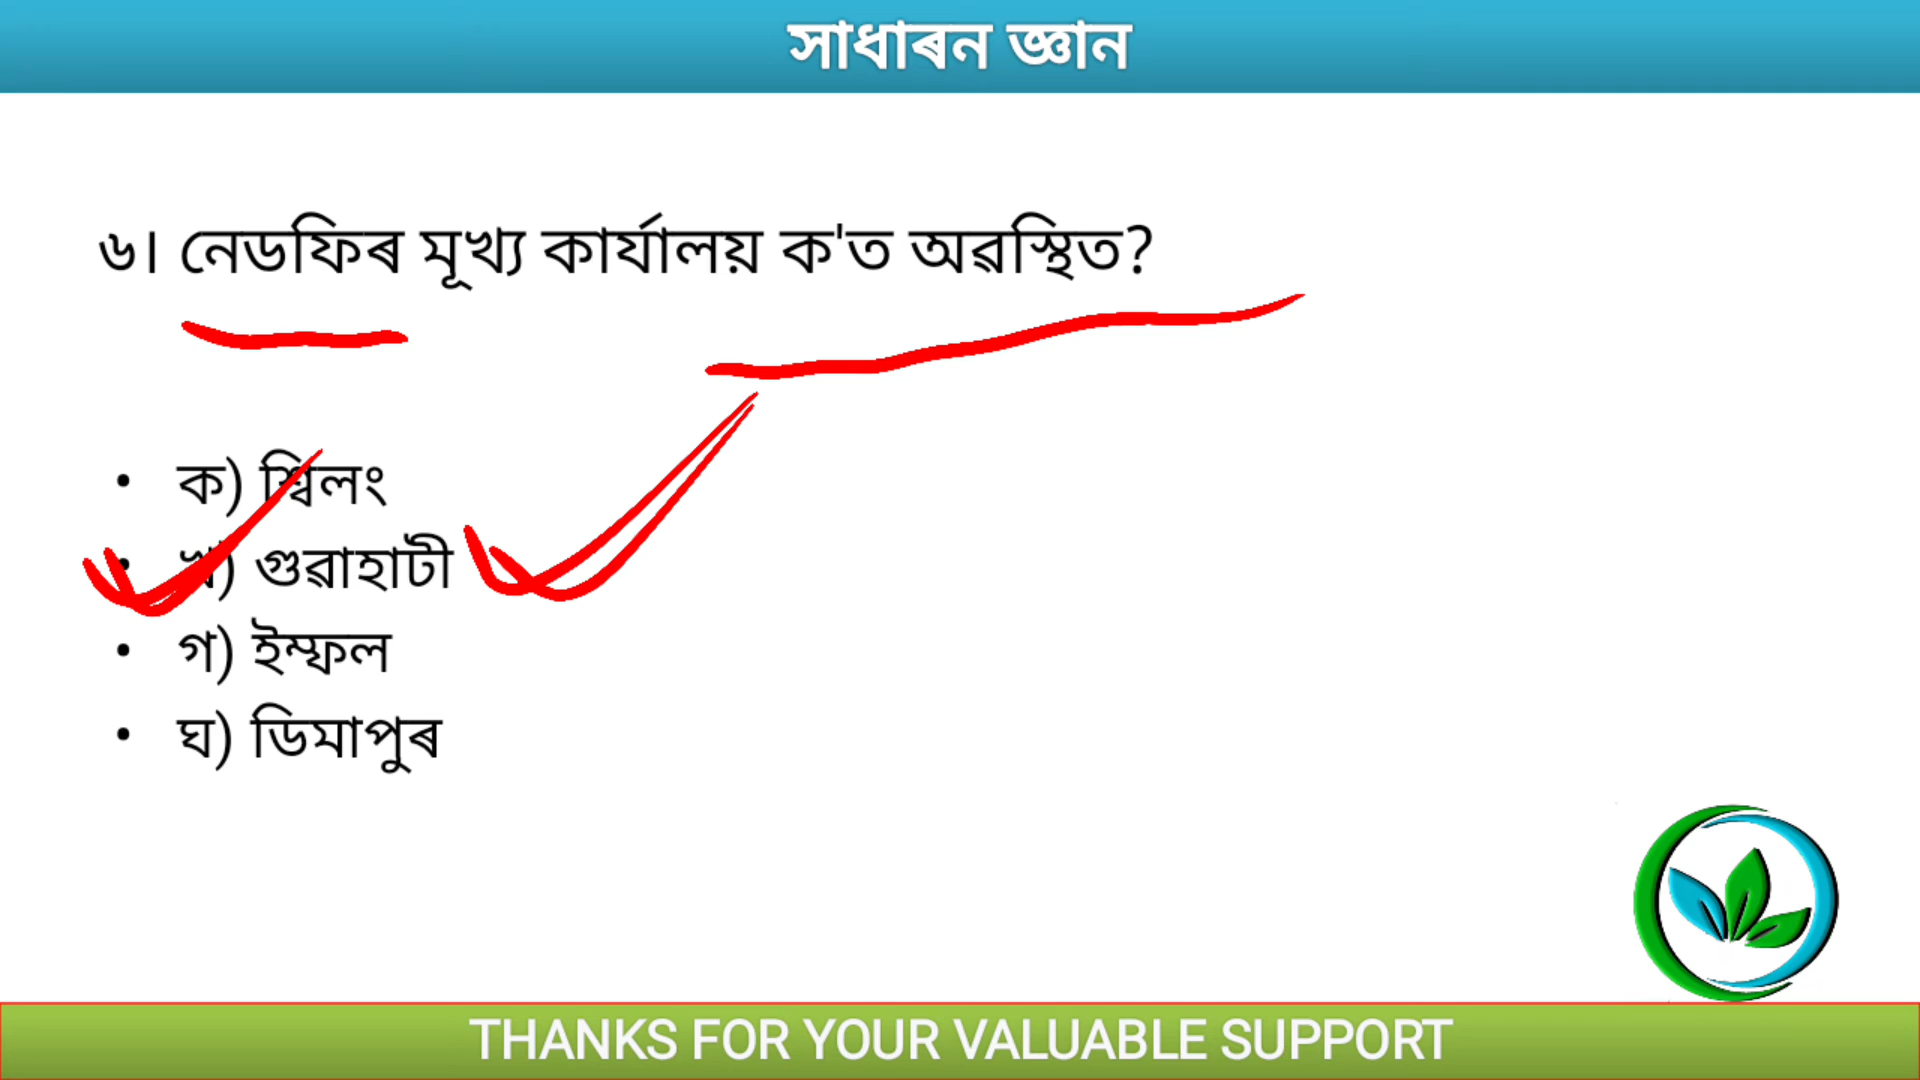 সাধাৰন জ্ঞান
৬। নেডফিৰ মূখ্য কাৰ্যালয় ক'ত অৱস্থিত?
• ক) শ্বিলং
• খ) গুৱাহাটী
• গ) ইম্ফল
• ঘ) ডিমাপুৰ
THANKS FOR YOUR VALUABLE SUPPORT